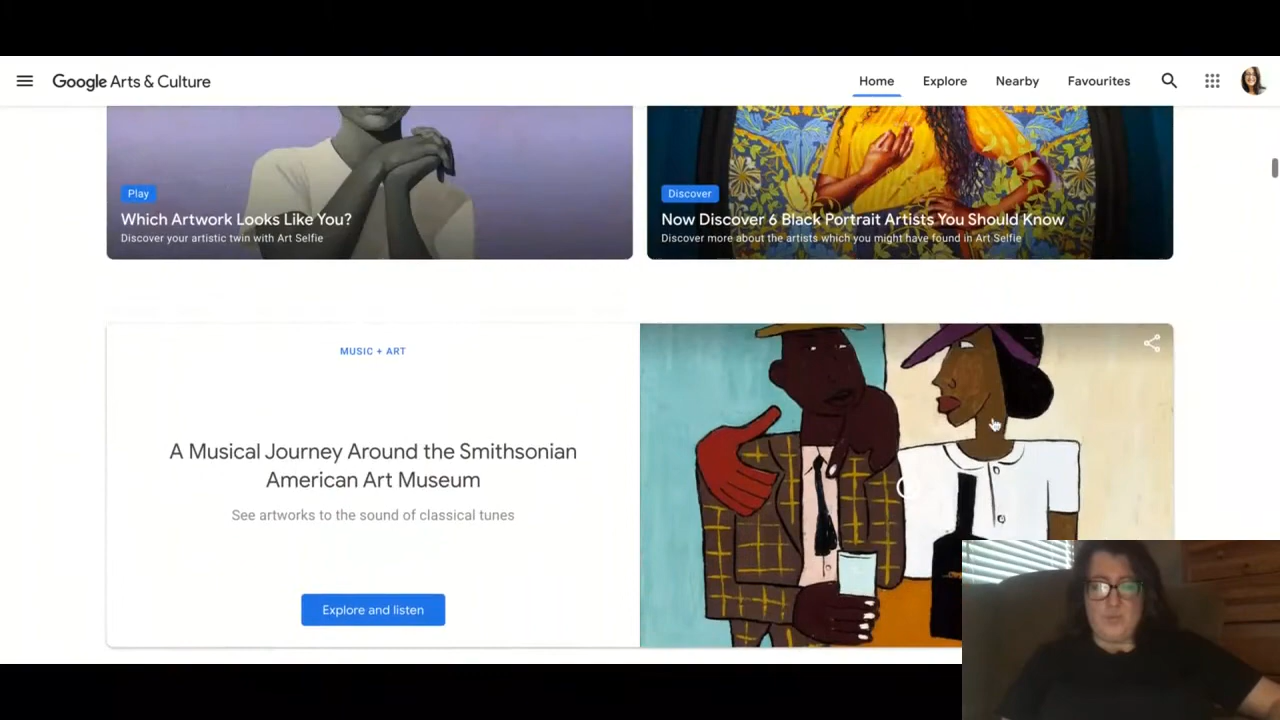 Google Arts & Culture
Home
Explore
Nearby
Favourites
Play
Which Artwork Looks Like You?
Discover your artistic twin with Art Selfie
Discover
Now Discover 6 Black Portrait Artists You Should Know
Discover more about the artists which you might have found in Art Selfie
MUSIC + ART
A Musical Journey Around the Smithsonian
American Art Museum
See artworks to the sound of classical tunes
Explore and listen